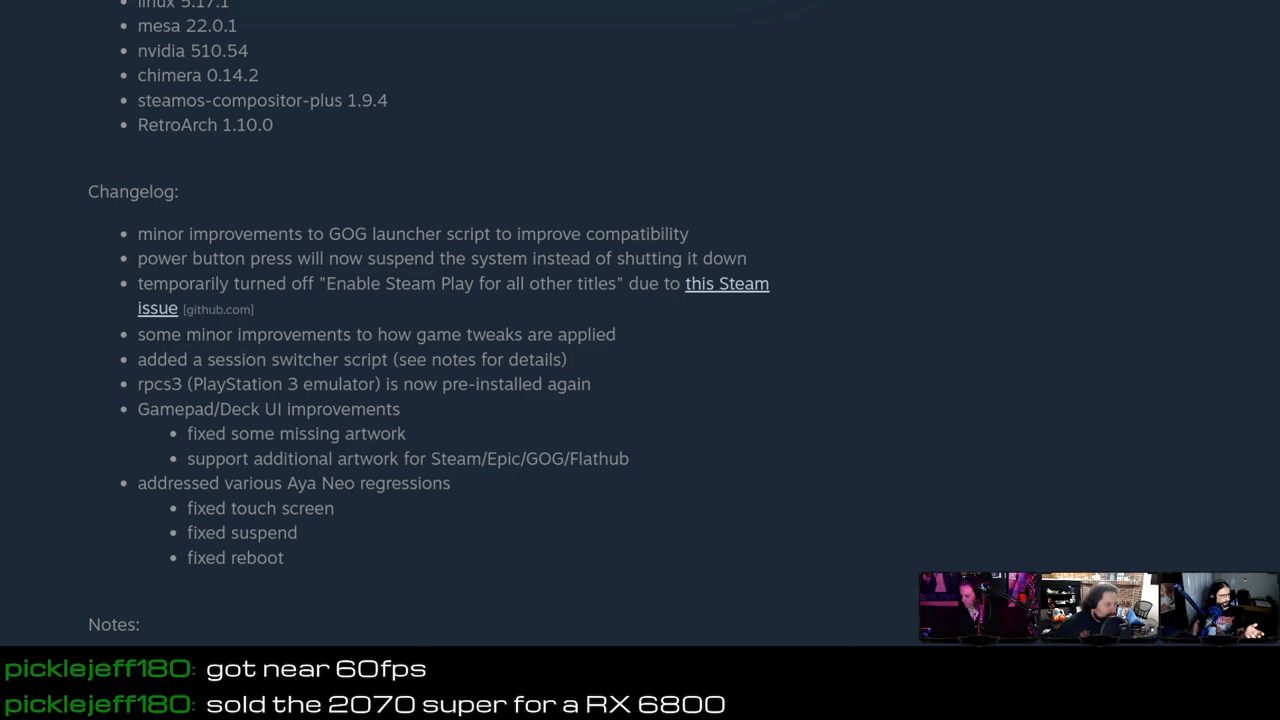 linux 5.17.1
mesa 22.0.1
nvidia 510.54
chimera 0.14.2
steamos-compositor-plus 1.9.4
RetroArch 1.10.0
Changelog:
minor improvements to GOG launcher script to improve compatibility
power button press will now suspend the system instead of shutting it down
temporarily turned off "Enable Steam Play for all other titles" due to this Steam
issue [github.com]
some minor improvements to how game tweaks are applied
added a session switcher script (see notes for details)
rpcs3 (PlayStation 3 emulator) is now pre-installed again
Gamepad/Deck UI improvements
fixed some missing artwork
support additional artwork for Steam/Epic/GOG/Flathub
addressed various Aya Neo regressions
fixed touch screen
fixed suspend
fixed reboot
Notes:
picklejeff180: got near 60fps
picklejeff180: sold the 2070 super for a RX 6800